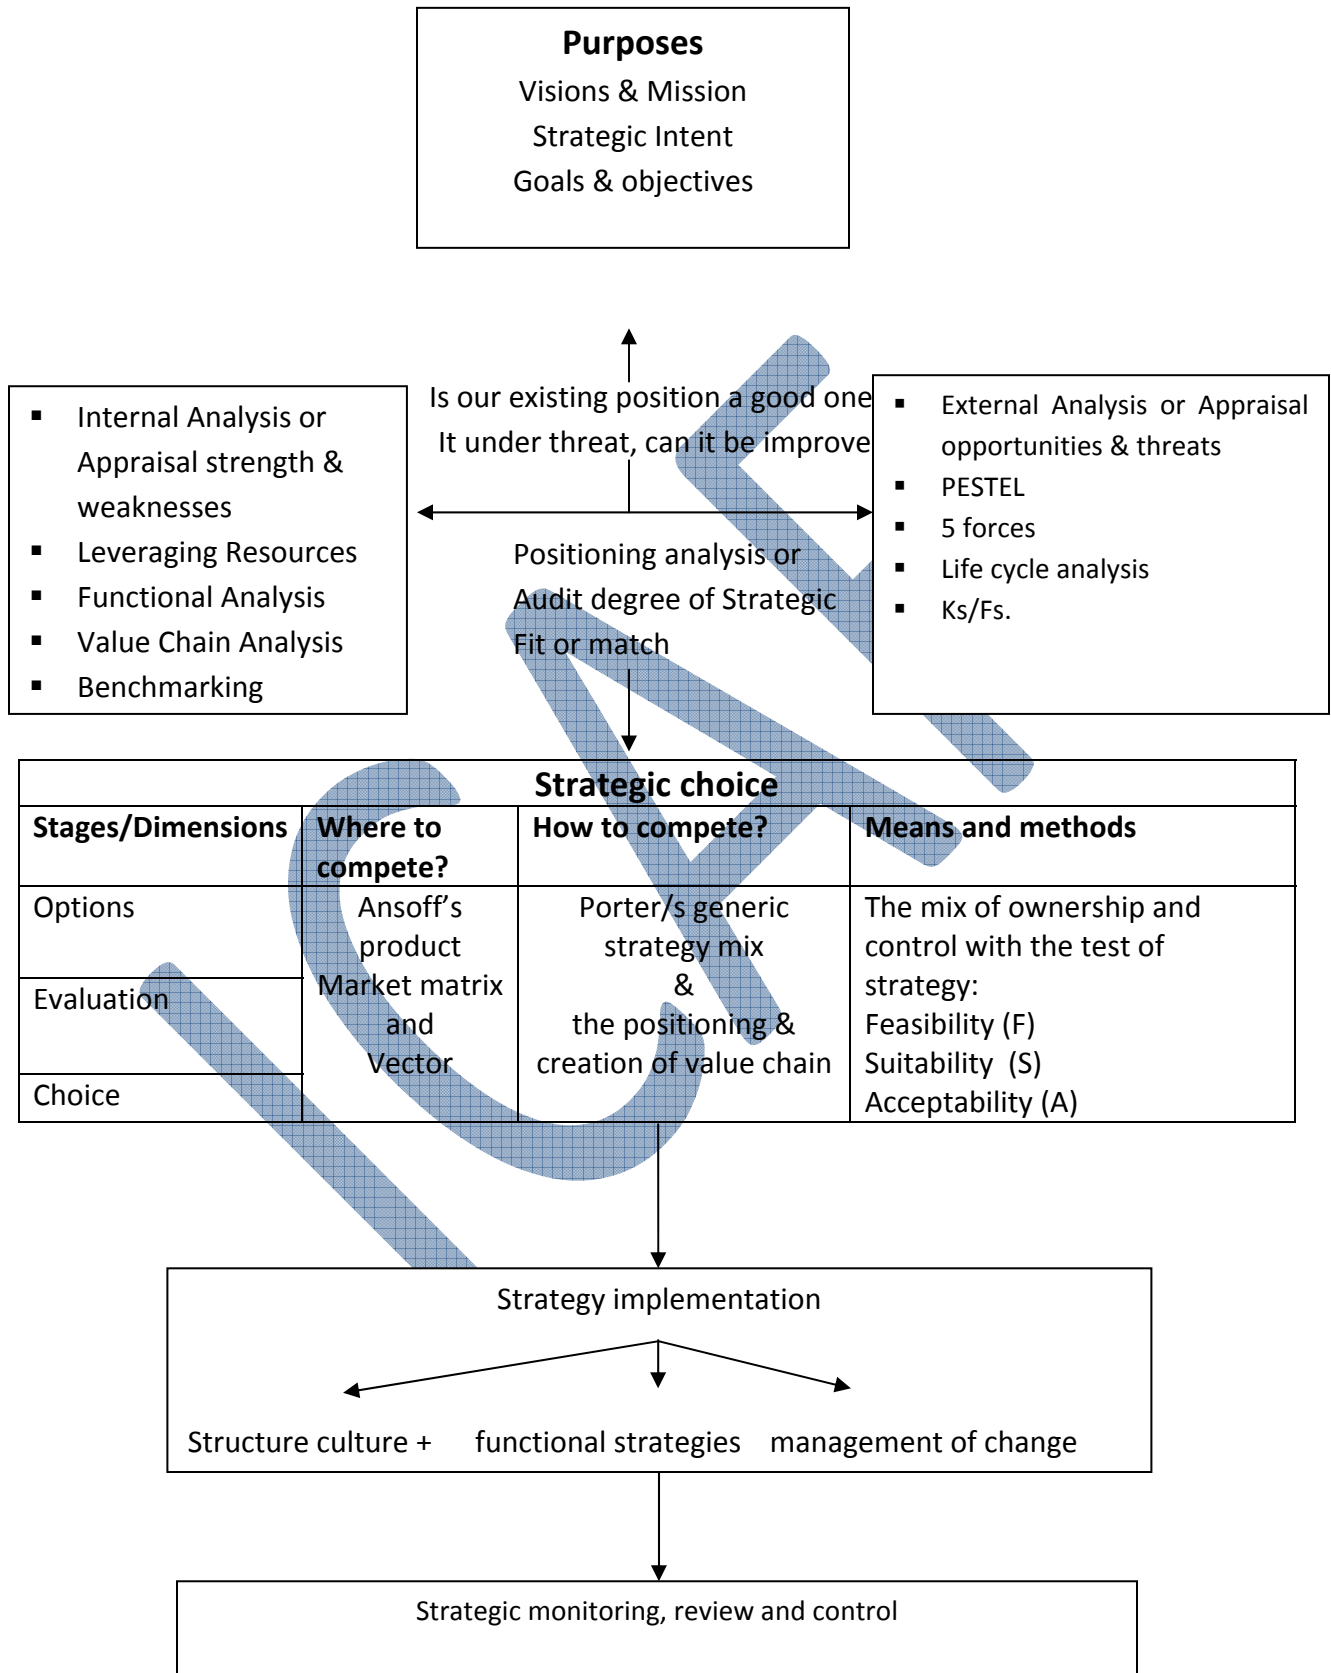 Purposes
Visions & Mission
Strategic Intent
Goals & objectives
Is our existing position a good one
It under threat, can it be improve
▪ Internal Analysis or
Appraisal strength &
weaknesses
▪ Leveraging Resources
▪ Functional Analysis
▪ Value Chain Analysis
▪ Benchmarking
Positioning analysis or
Audit degree of Strategic
Fit or match
▪ External Analysis or Appraisal
opportunities & threats
▪ PESTEL
▪ 5 forces
▪ Life cycle analysis
▪ Ks/Fs.
Strategic choice
Stages/Dimensions
Where to
compete?
How to compete?
Means and methods
Options
Evaluation
Choice
Ansoff’s
product
Market matrix
and
Vector
Porter/s generic
strategy mix
&
the positioning &
creation of value chain
The mix of ownership and
control with the test of
strategy:
Feasibility (F)
Suitability (S)
Acceptability (A)
Strategy implementation
Structure culture + functional strategies management of change
Strategic monitoring, review and control